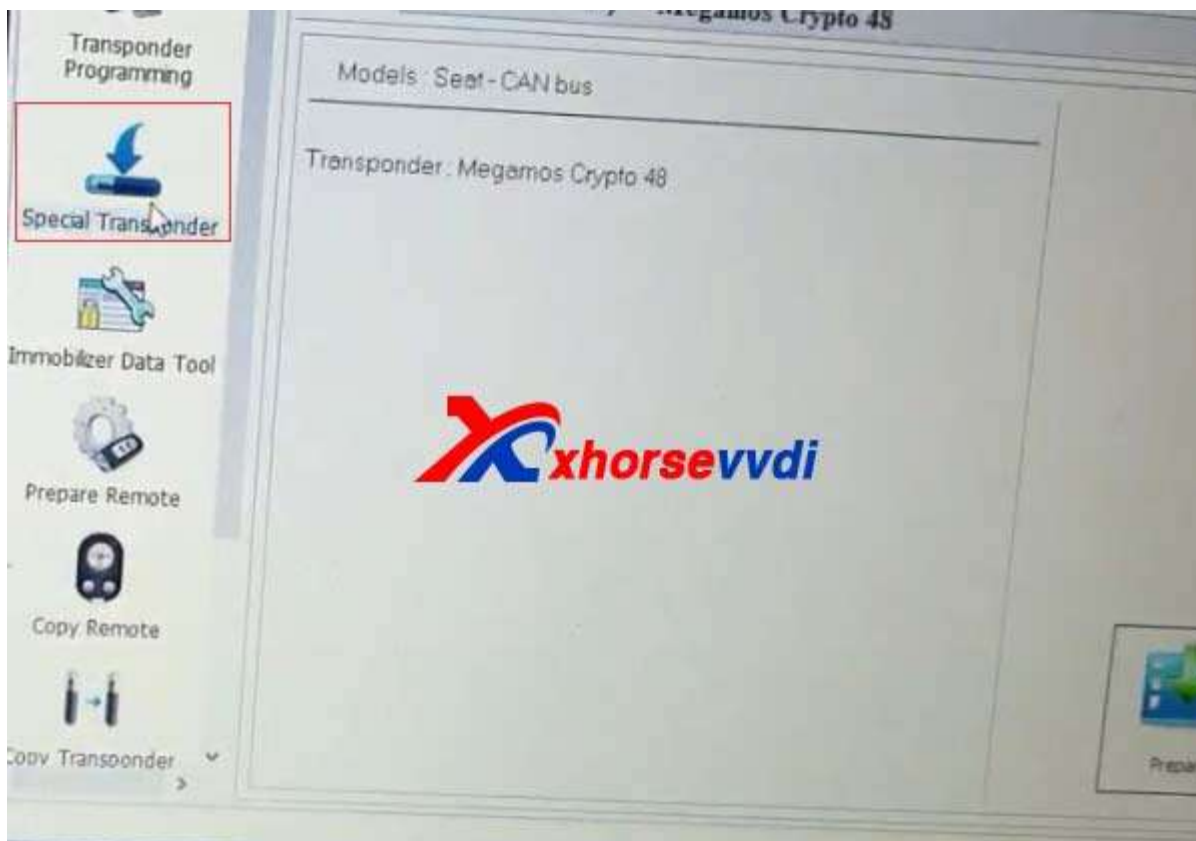 Transponder
Programming
Special Transponder
Immobilizer Data Tool
Prepare Remote
Copy Remote
Copy Transponder
Megamos Crypto 48
Models : Seat - CAN bus
Transponder : Megamos Crypto 48
xhorsevvdi